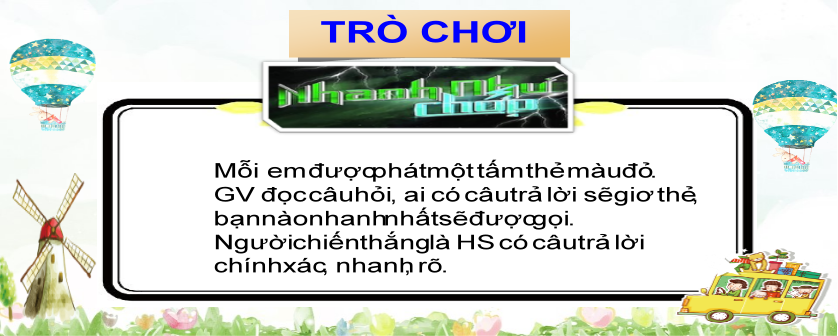 TRÒ CHƠI
Nhanh Như
chớp
Mỗi em được phát một tấm thẻ màu đỏ.
GV đọc câu hỏi, ai có câu trả lời sẽ giơ thẻ,
bạn nào nhanh nhất sẽ được gọi.
Người chiến thắng là HS có câu trả lời
chính xác, nhanh, rõ.